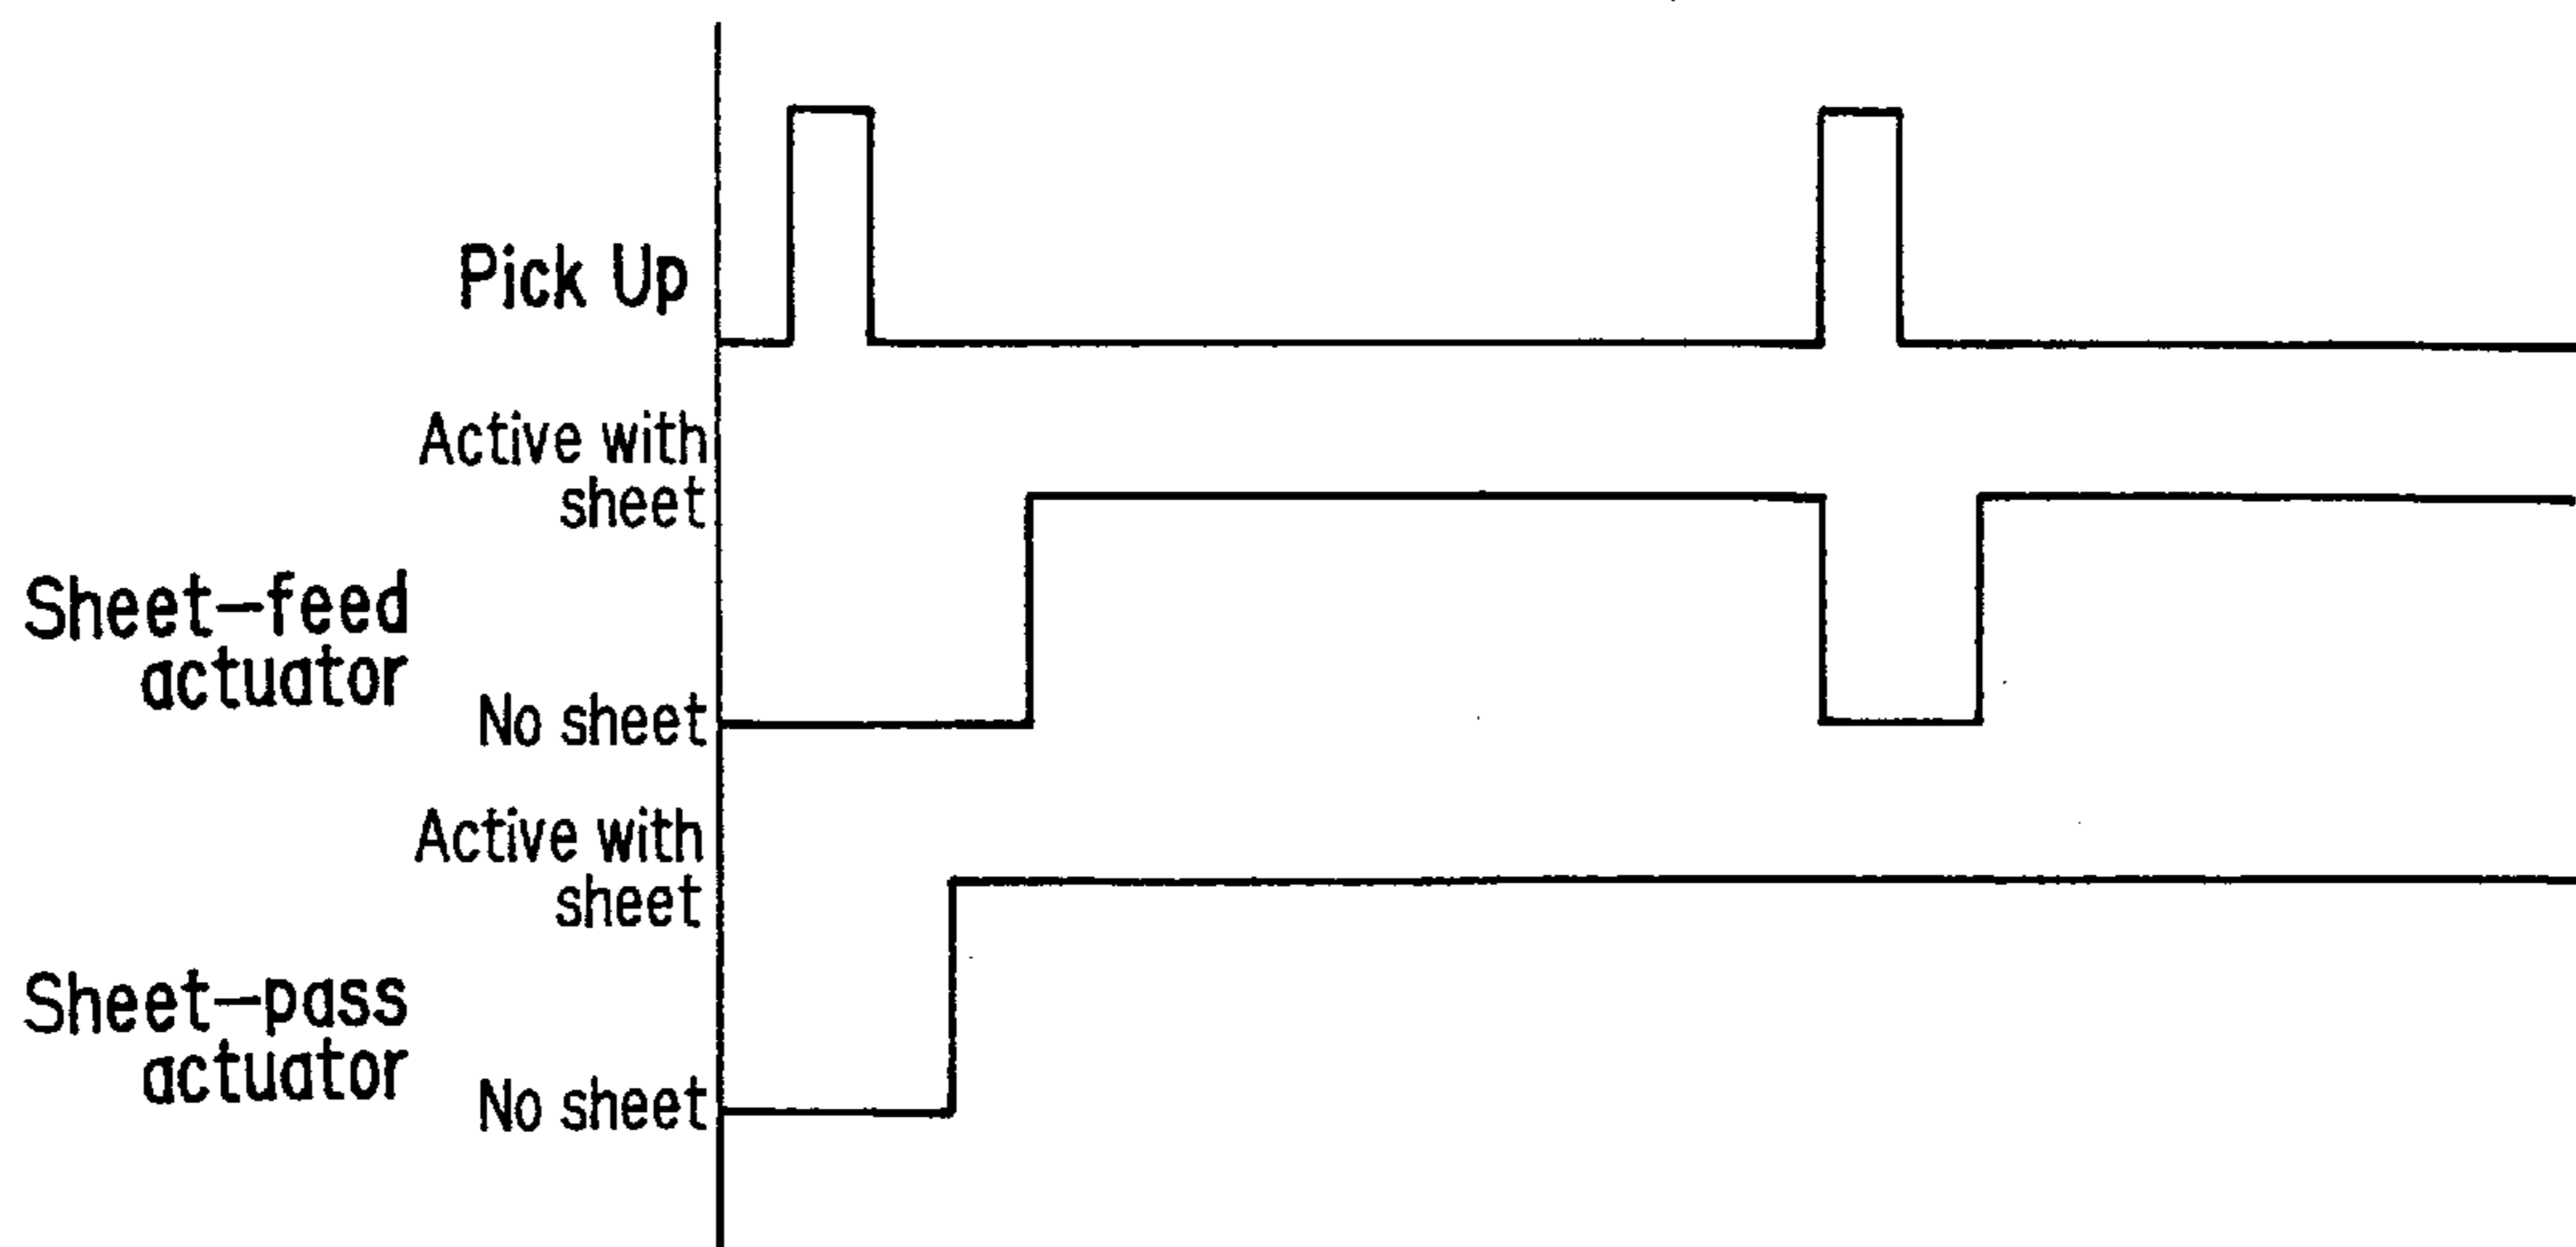 Pick Up
Active with
sheet
Sheet-feed
actuator
No sheet
Active with
sheet
Sheet-pass
actuator
No sheet